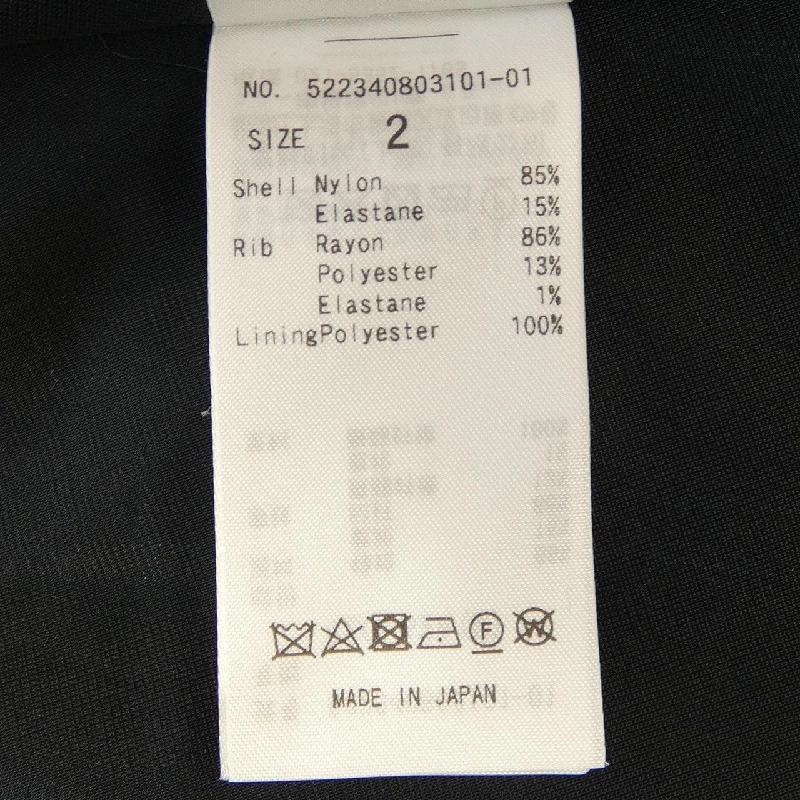 NO. 522340803101-01
SIZE 2
Shell Nylon 85%
Elastane 15%
Rib Rayon 86%
Polyester 13%
Elastane 1%
LiningPolyester 100%
F W
MADE IN JAPAN